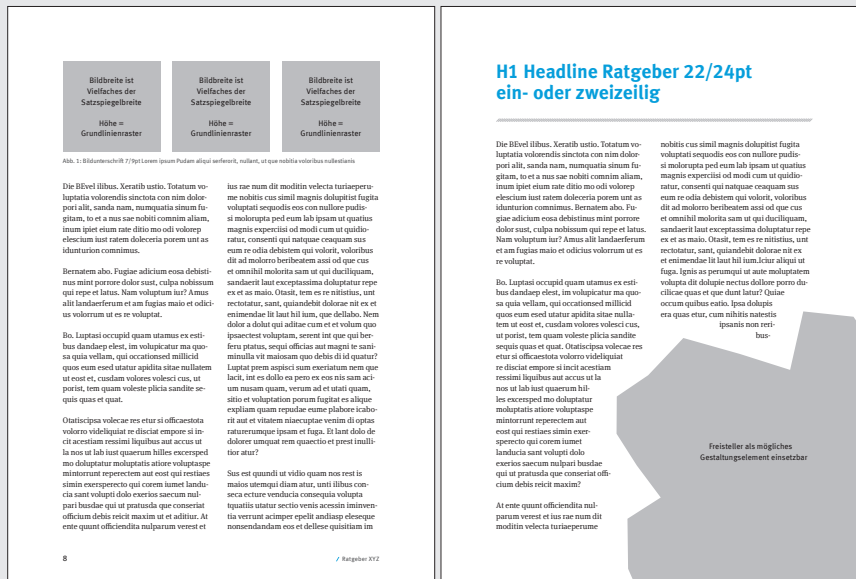 Bildbreite ist
Vielfaches der
Satzspiegelbreite
Höhe =
Grundlinienraster
Bildbreite ist
Vielfaches der
Satzspiegelbreite
Höhe =
Grundlinienraster
Bildbreite ist
Vielfaches der
Satzspiegelbreite
Höhe =
Grundlinienraster
Abb. 1: Bildunterschrift 7/9pt Lorem ipsum Pudam aliqui serferorit, nullant, ut que nobitia voloribus nullestianis
Die BEvel ilibus. Xeratib ustio. Totatum vo-
luptatia volorendis sinctota con nim dolor-
pori alit, sanda nam, numquatia sinum fu-
gitam, to et a nus sae nobiti comnim aliam,
inum ipiet eium rate ditio mo odi volorep
elescium iust ratem doleceria porem unt as
idunturion comnimus.
Bernatem abo. Fugiae adicium eosa debisti-
nus mint porrore dolor sust, culpa nobissum
qui repe et latus. Nam voluptum iur? Amus
alit landaerferum et am fugias maio et odici-
us volorrum ut es re voluptat.
Bo. Luptasi occupid quam utamus ex esti-
bus dandaep eruntis em, im volupicatur ma quo-
sa quia vellam, qui occationsed millicid
quos eum esed utatur apidita sitae nullatem
ut eost et, cusdam volores volesci cus, ut
porist, tem quam voleste plicia sandite se-
quis quas et quat.
Otatiscipsa volecae res etur si officaestota
volorro videliquiat re disciat empore si in-
cit acestiam ressimi liquibus aut accus ut
la nos ut lab iust quaerum hilles excersped
mo doluptatur moluptatis atiore voluptaspe
mintorrunt reperectem aut eost qui restiaes
simin exersperecto qui corem iumet landu-
cia sant volupti dolo exerios saecum nul-
pari busdae qui ut pratusda que conseriat
officium debis reicit maxim ut et aditiur. At
ente quunt officiendita nulparum verest et
ius rae num dit moditin velecta turiaeperu-
me nobitis cus simil magnis dolupitist fugita
voluptati sequodis eos con nullore pudis-
si molorupta ped eum lab ipsam ut quatius
magnis experciisi od modi cum ut quidio-
ratur, consenti qui natquae ceaquam sus
eum re odia debistem qui volorit, voloribus
dit ad molorro beribeatem assi od que cus
et omnihil molorita sam ut qui duciliquam,
sandaerit laut exceptassima doluptatur repe
ex et as maio. Otasit, tem es re nitistius, unt
rectotatur, sant, quiandebit dolorae nit ex et
enimendae lit laut hil ium, que dellabo. Nem
dolor a dolut qui aditae cum et et volum quo
ipsaectest voluptam, serent int que qui ber-
feru ptatus, sequi officias aut magni te sani-
minulla vit maiosam quo debis di id quatur?
Luptat prem aspisci sum exeriatum nem que
lacit, int es dollo ea pero ex eos nis sam aci-
um nusam quam, verum ad et utati quam,
sitio et voluptation porum fugitat es alique
expliam quam repudae eume plabore icabo-
rit aut et vitatem niaecuptae venim di optas
raturerumque ipsam et fuga. Et lant dolo de
dolorer umquat rem quaectio et prest inulli-
tior atur?
Sus est quundi ut vidio quam nos rest is
maios utemqui diam atur, unti ilibus con-
seca ecture venducia consequia volupta
tquatiis utatur sectio venis acessim iminven-
tia verrunt acimper epelit andiasp eleseque
nonsendandam eos et dellese quisitiam im
8
/ Ratgeber XYZ
H1 Headline Ratgeber 22/24pt
ein- oder zweizeilig
Die BEvel ilibus. Xeratib ustio. Totatum vo-
luptatia volorendis sinctota con nim dolor-
pori alit, sanda nam, numquatia sinum fu-
gitam, to et a nus sae nobiti comnim aliam,
inum ipiet eium rate ditio mo odi volorep
elescium iust ratem doleceria porem unt as
idunturion comnimus. Bernatem abo. Fu-
giae adicium eosa debistinus mint porrore
dolor sust, culpa nobissum qui repe et latus.
Nam voluptum iur? Amus alit landaerferum
et am fugias maio et odicius volorrum ut es
re voluptat.
Bo. Luptasi occupid quam utamus ex esti-
bus dandaep eruntis em, im volupicatur ma quo-
sa quia vellam, qui occationsed millicid
quos eum esed utatur apidita sitae nulla-
tem ut eost et, cusdam volores volesci cus,
ut porist, tem quam voleste plicia sandite
sequis quas et quat. Otatiscipsa volecae res
etur si officaestota volorro videliquiat
re disciat empore si incit acestiam
ressimi liquibus aut accus ut la
nos ut lab iust quaerum hil-
les excersped mo doluptatur
moluptatis atiore voluptaspe
mintorrunt reperectem aut
eost qui restiaes simin exer-
sperecto qui corem iumet
landucia sant volupti dolo
exerios saecum nulpari busdae
qui ut pratusda que conseriat offi-
cium debis reicit maxim?
At ente quunt officiendita nul-
parum verest et ius rae num dit
moditin velecta turiaeperume
nobitis cus simil magnis dolupitist fugita
voluptati sequodis eos con nullore pudis-
si molorupta ped eum lab ipsam ut quatius
magnis experciisi od modi cum ut quidio-
ratur, consenti qui natquae ceaquam sus
eum re odia debistem qui volorit, voloribus
dit ad molorro beribeatem assi od que cus
et omnihil molorita sam ut qui duciliquam,
sandaerit laut exceptassima doluptatur repe
ex et as maio. Otasit, tem es re nitistius, unt
rectotatur, sant, quiandebit dolorae nit ex
et enimendae lit laut hil ium.Iciur aliqui ut
fuga. Ignis as perumqui ut aute moluptatem
volupta dit dolupie nectus dollore porro du-
cilicae quas et que dunt latur? Quiae
occum quibus eatio. Ipsa dolupis
era quas etur, cum nihitis natestis
ipsanis non reri-
bus-
Freisteller als mögliches
Gestaltungselement einsetzbar